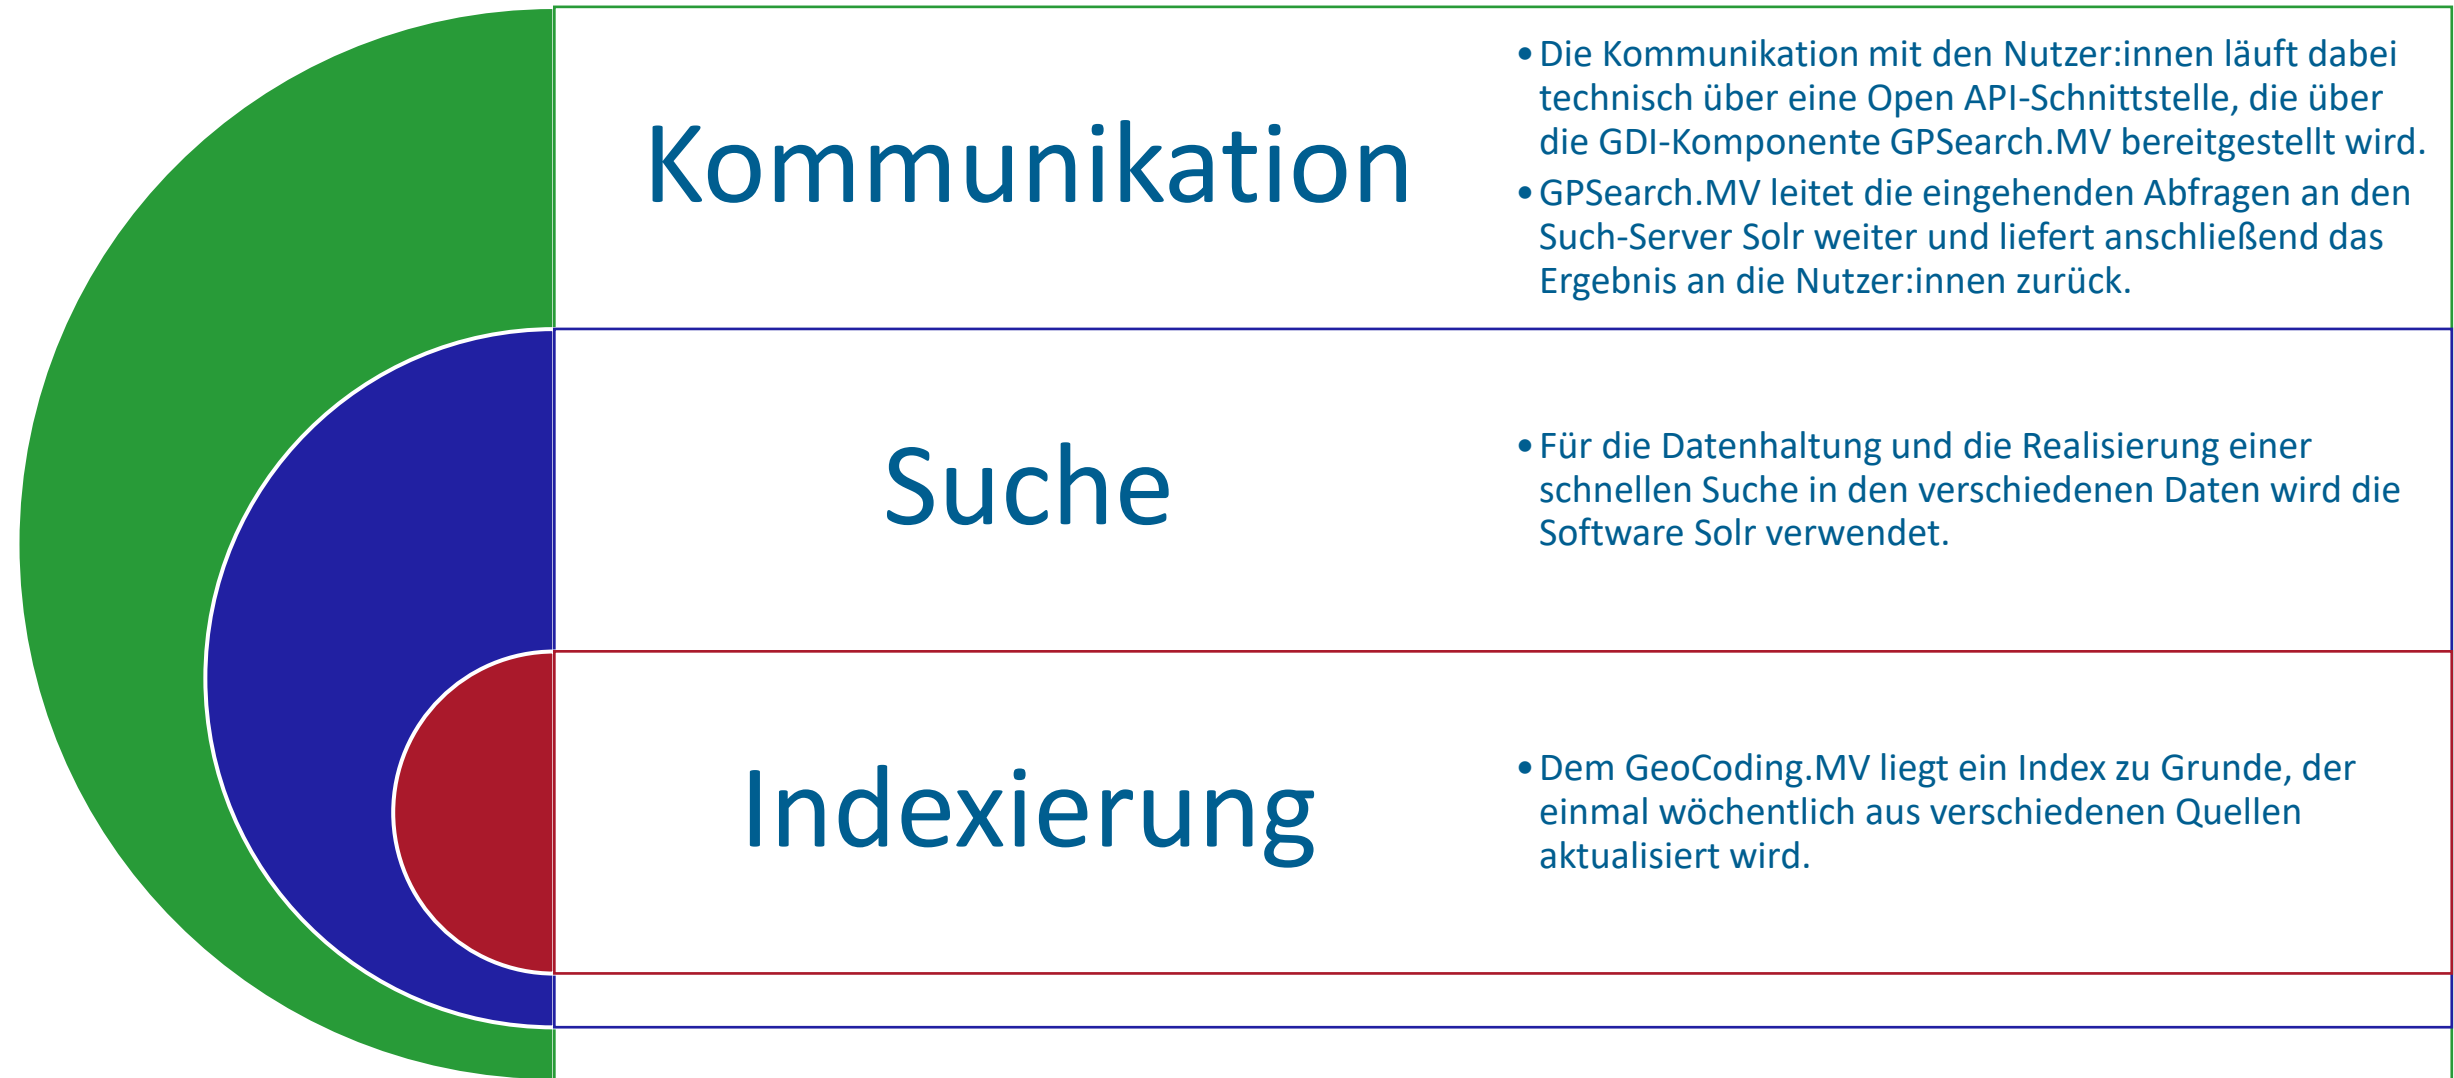 Kommunikation
•Die Kommunikation mit den Nutzer:innen läuft dabei
technisch über eine Open API-Schnittstelle, die über
die GDI-Komponente GPSearch.MV bereitgestellt wird.
•GPSearch.MV leitet die eingehenden Abfragen an den
Such-Server Solr weiter und liefert anschließend das
Ergebnis an die Nutzer:innen zurück.
Suche
•Für die Datenhaltung und die Realisierung einer
schnellen Suche in den verschiedenen Daten wird die
Software Solr verwendet.
Indexierung
•Dem GeoCoding.MV liegt ein Index zu Grunde, der
einmal wöchentlich aus verschiedenen Quellen
aktualisiert wird.